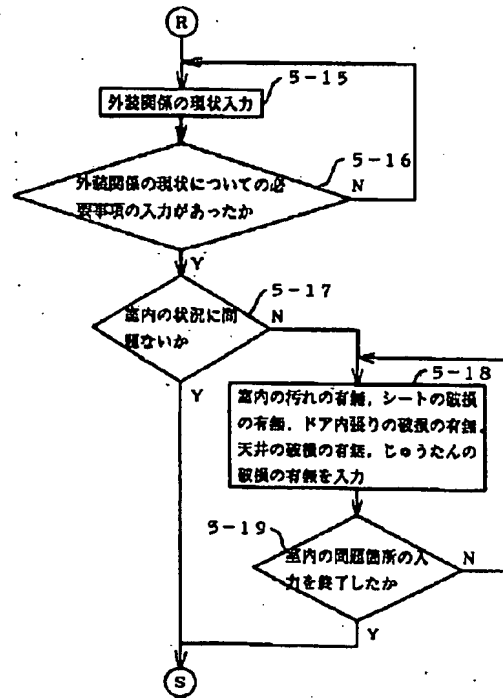 R
5-15
外装関係の現状入力
5-16
外装関係の現状についての必
要事項の入力があったか
N
Y
5-17
室内の状況に問
題ないか
N
Y
5-18
室内の汚れの有無，シートの破損
の有無，ドア内張りの破損の有無，
天井の破損の有無，じゅうたんの
破損の有無を入力
5-19
室内の問題箇所の入
力を終了したか
N
Y
S